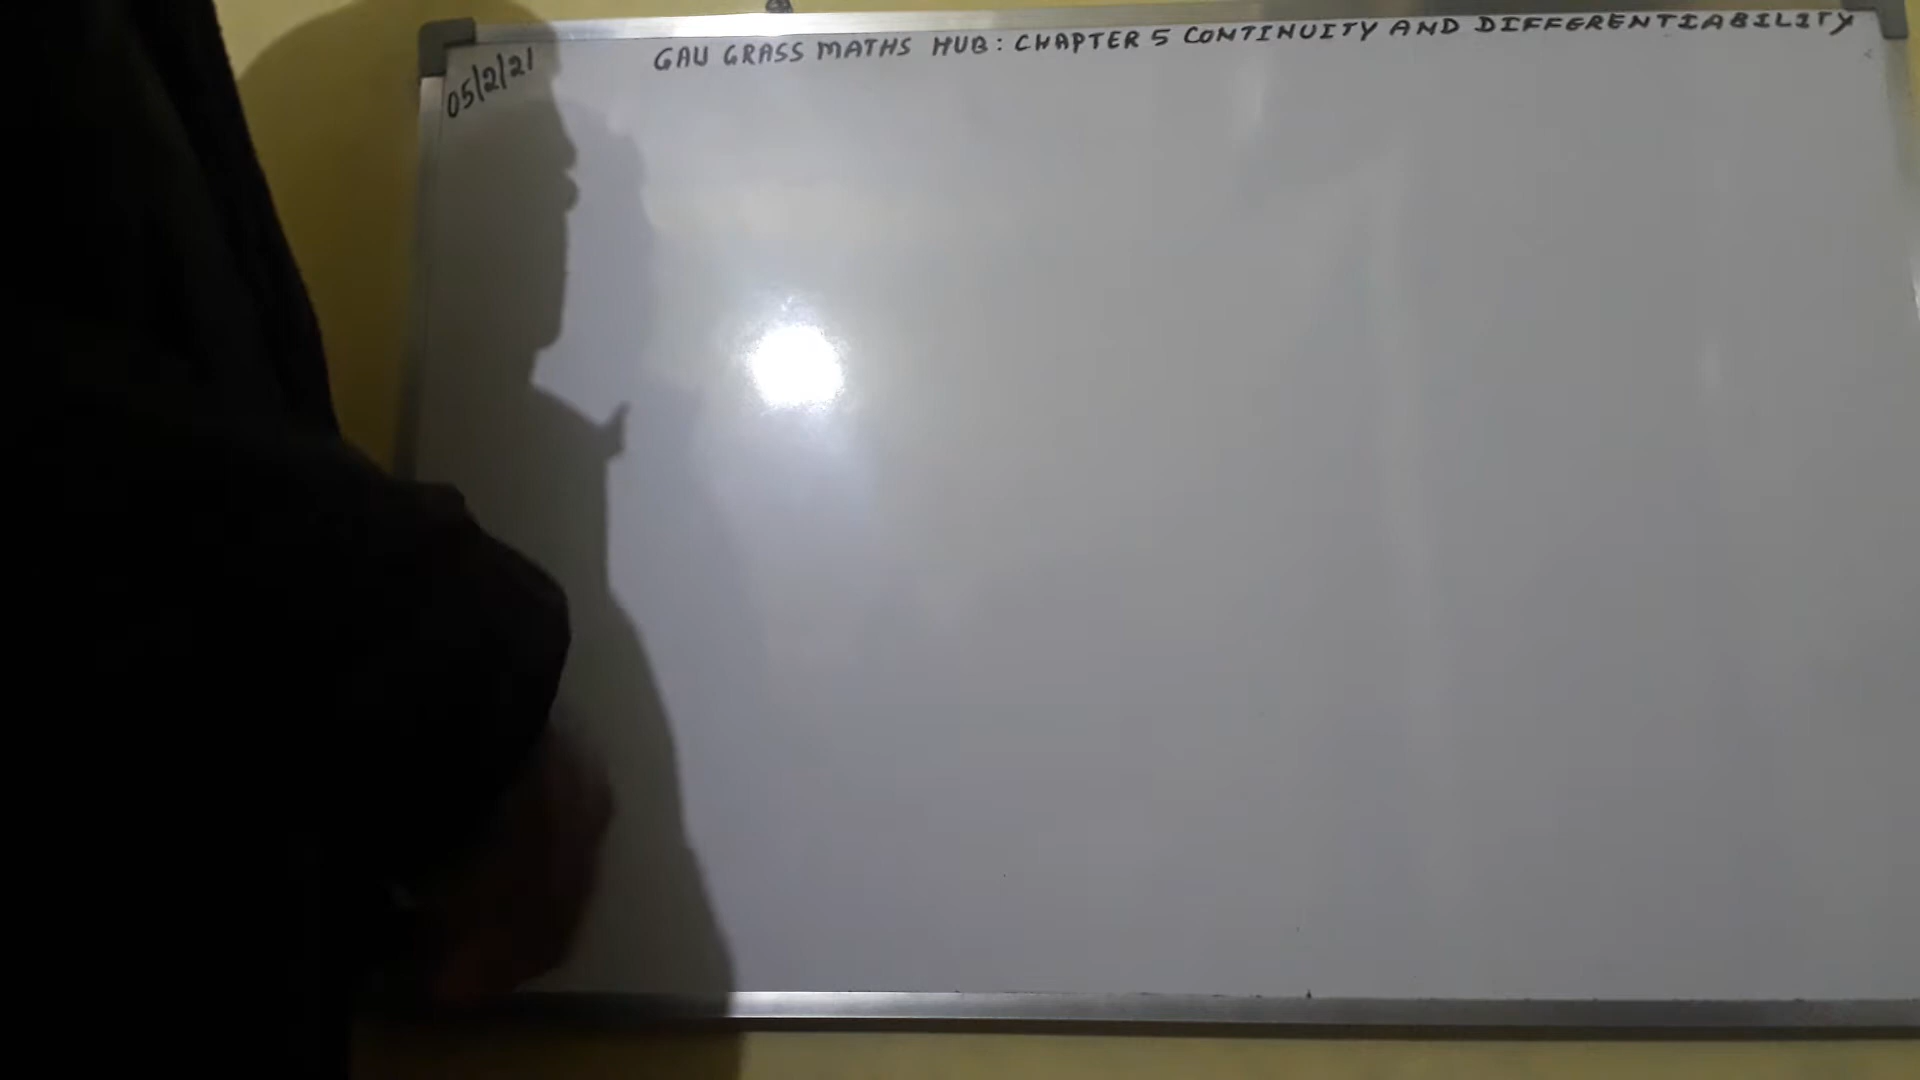 05/2/21
GAU GRASS MATHS HUB: CHAPTER 5 CONTINUITY AND DIFFERENTIABILITY